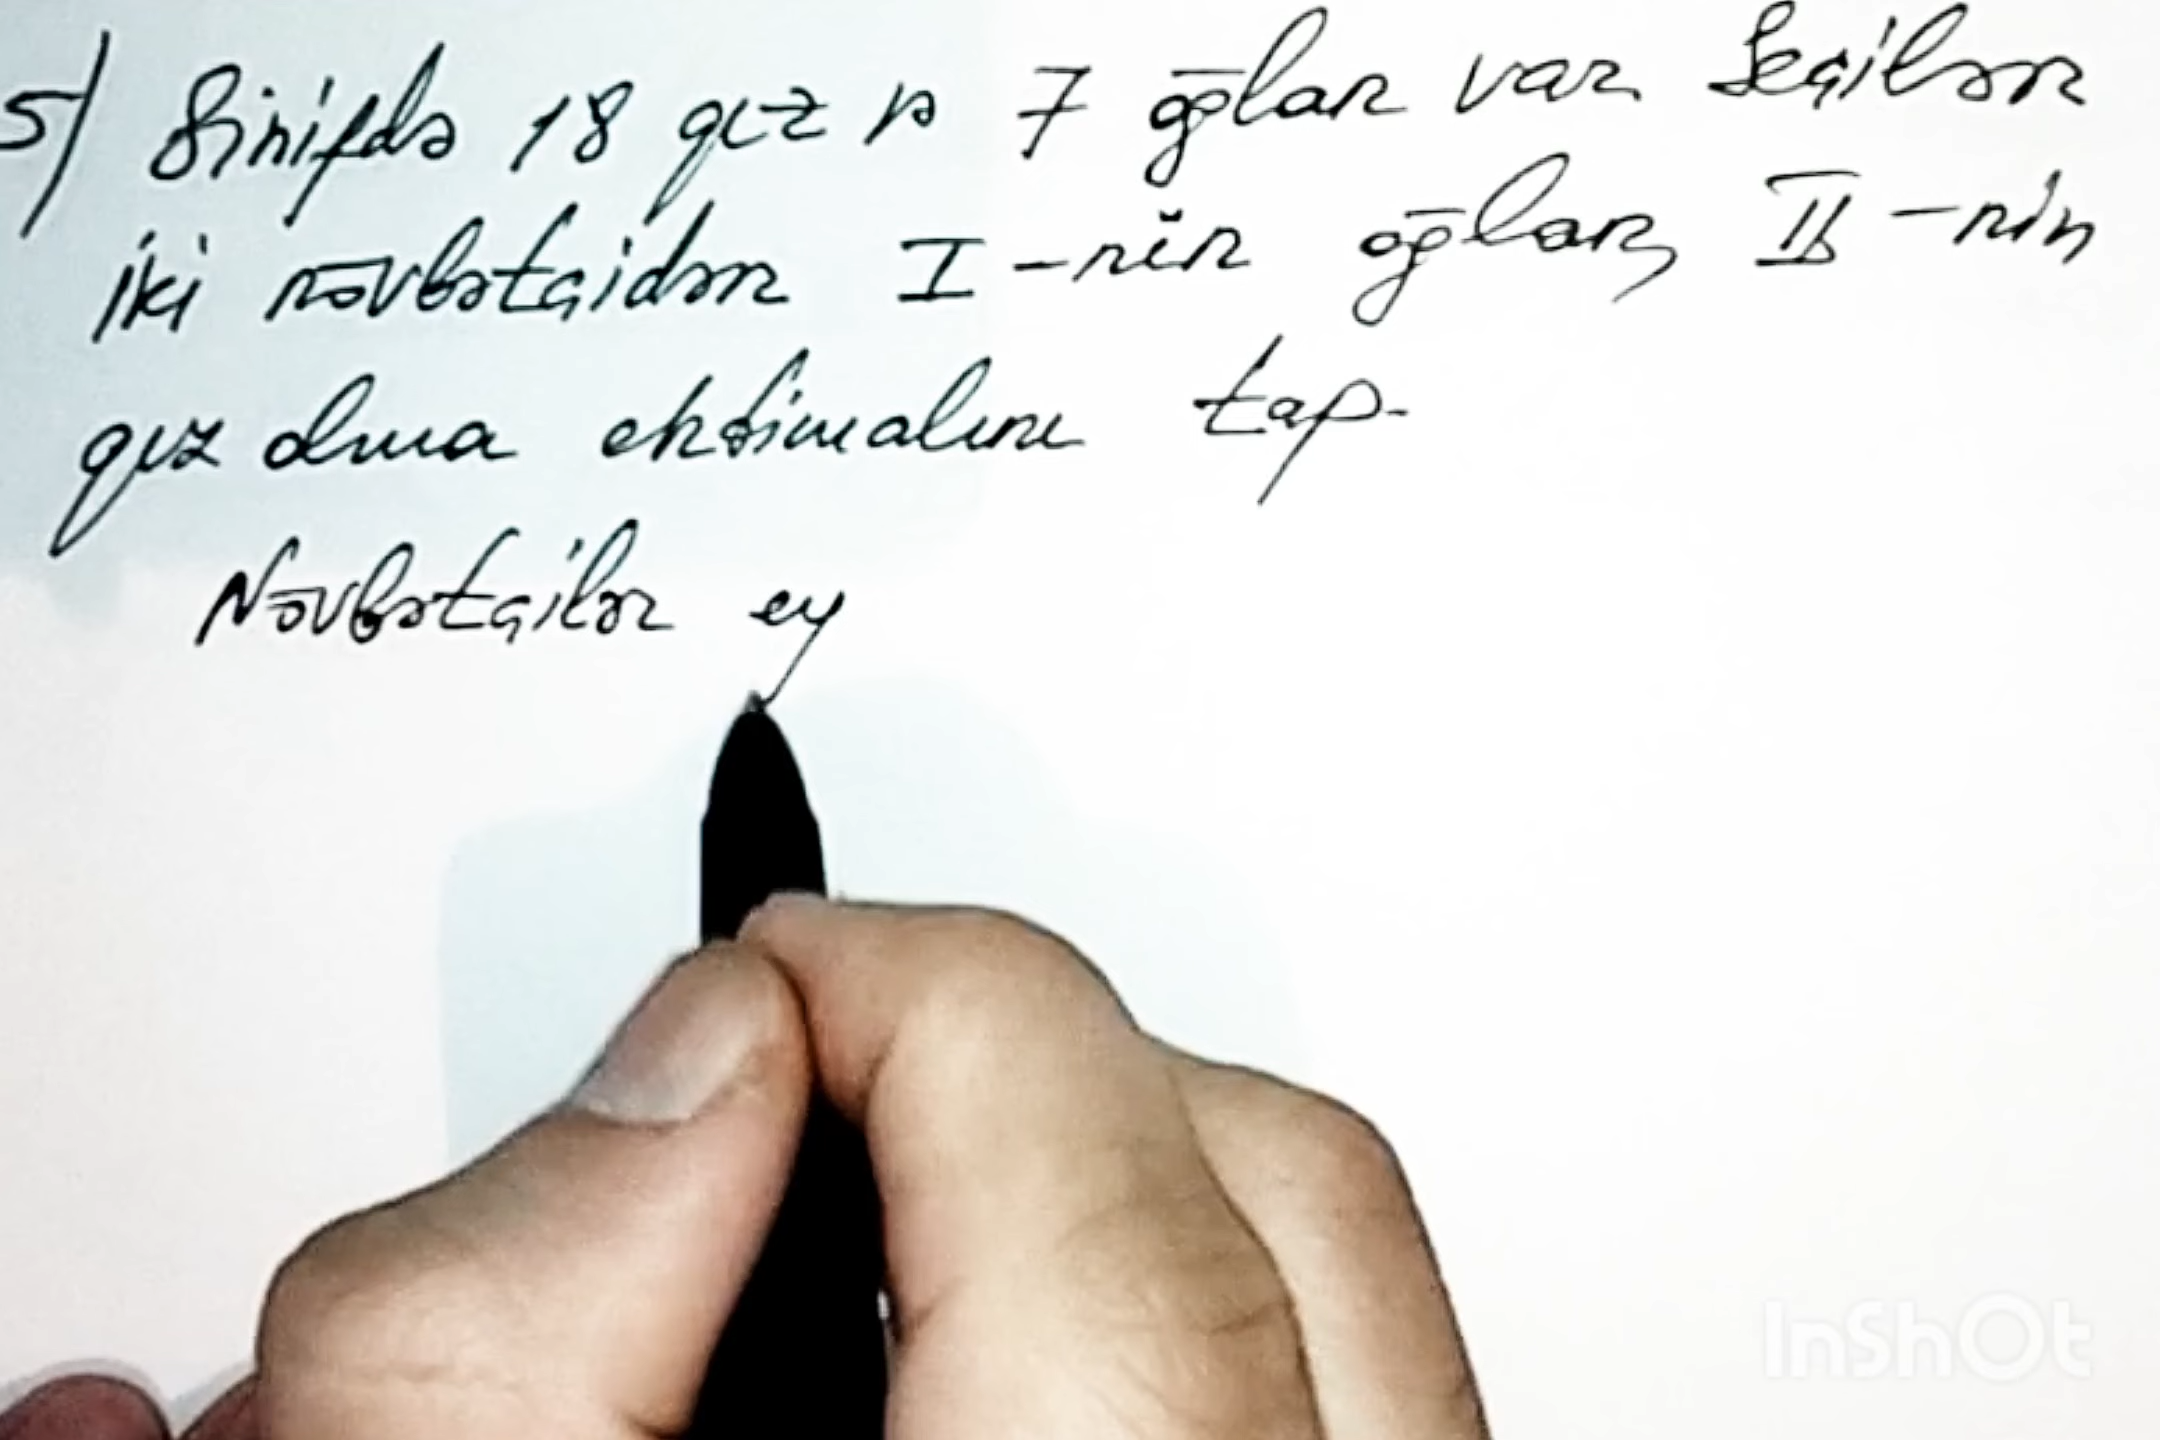 5) Sinifdə 18 qız və 7 oğlan var Seçilən
iki növbətçidən I-nin oğlan, II-nin
qız olma ehtimalını tap.
Növbətçilər ey
InShOt